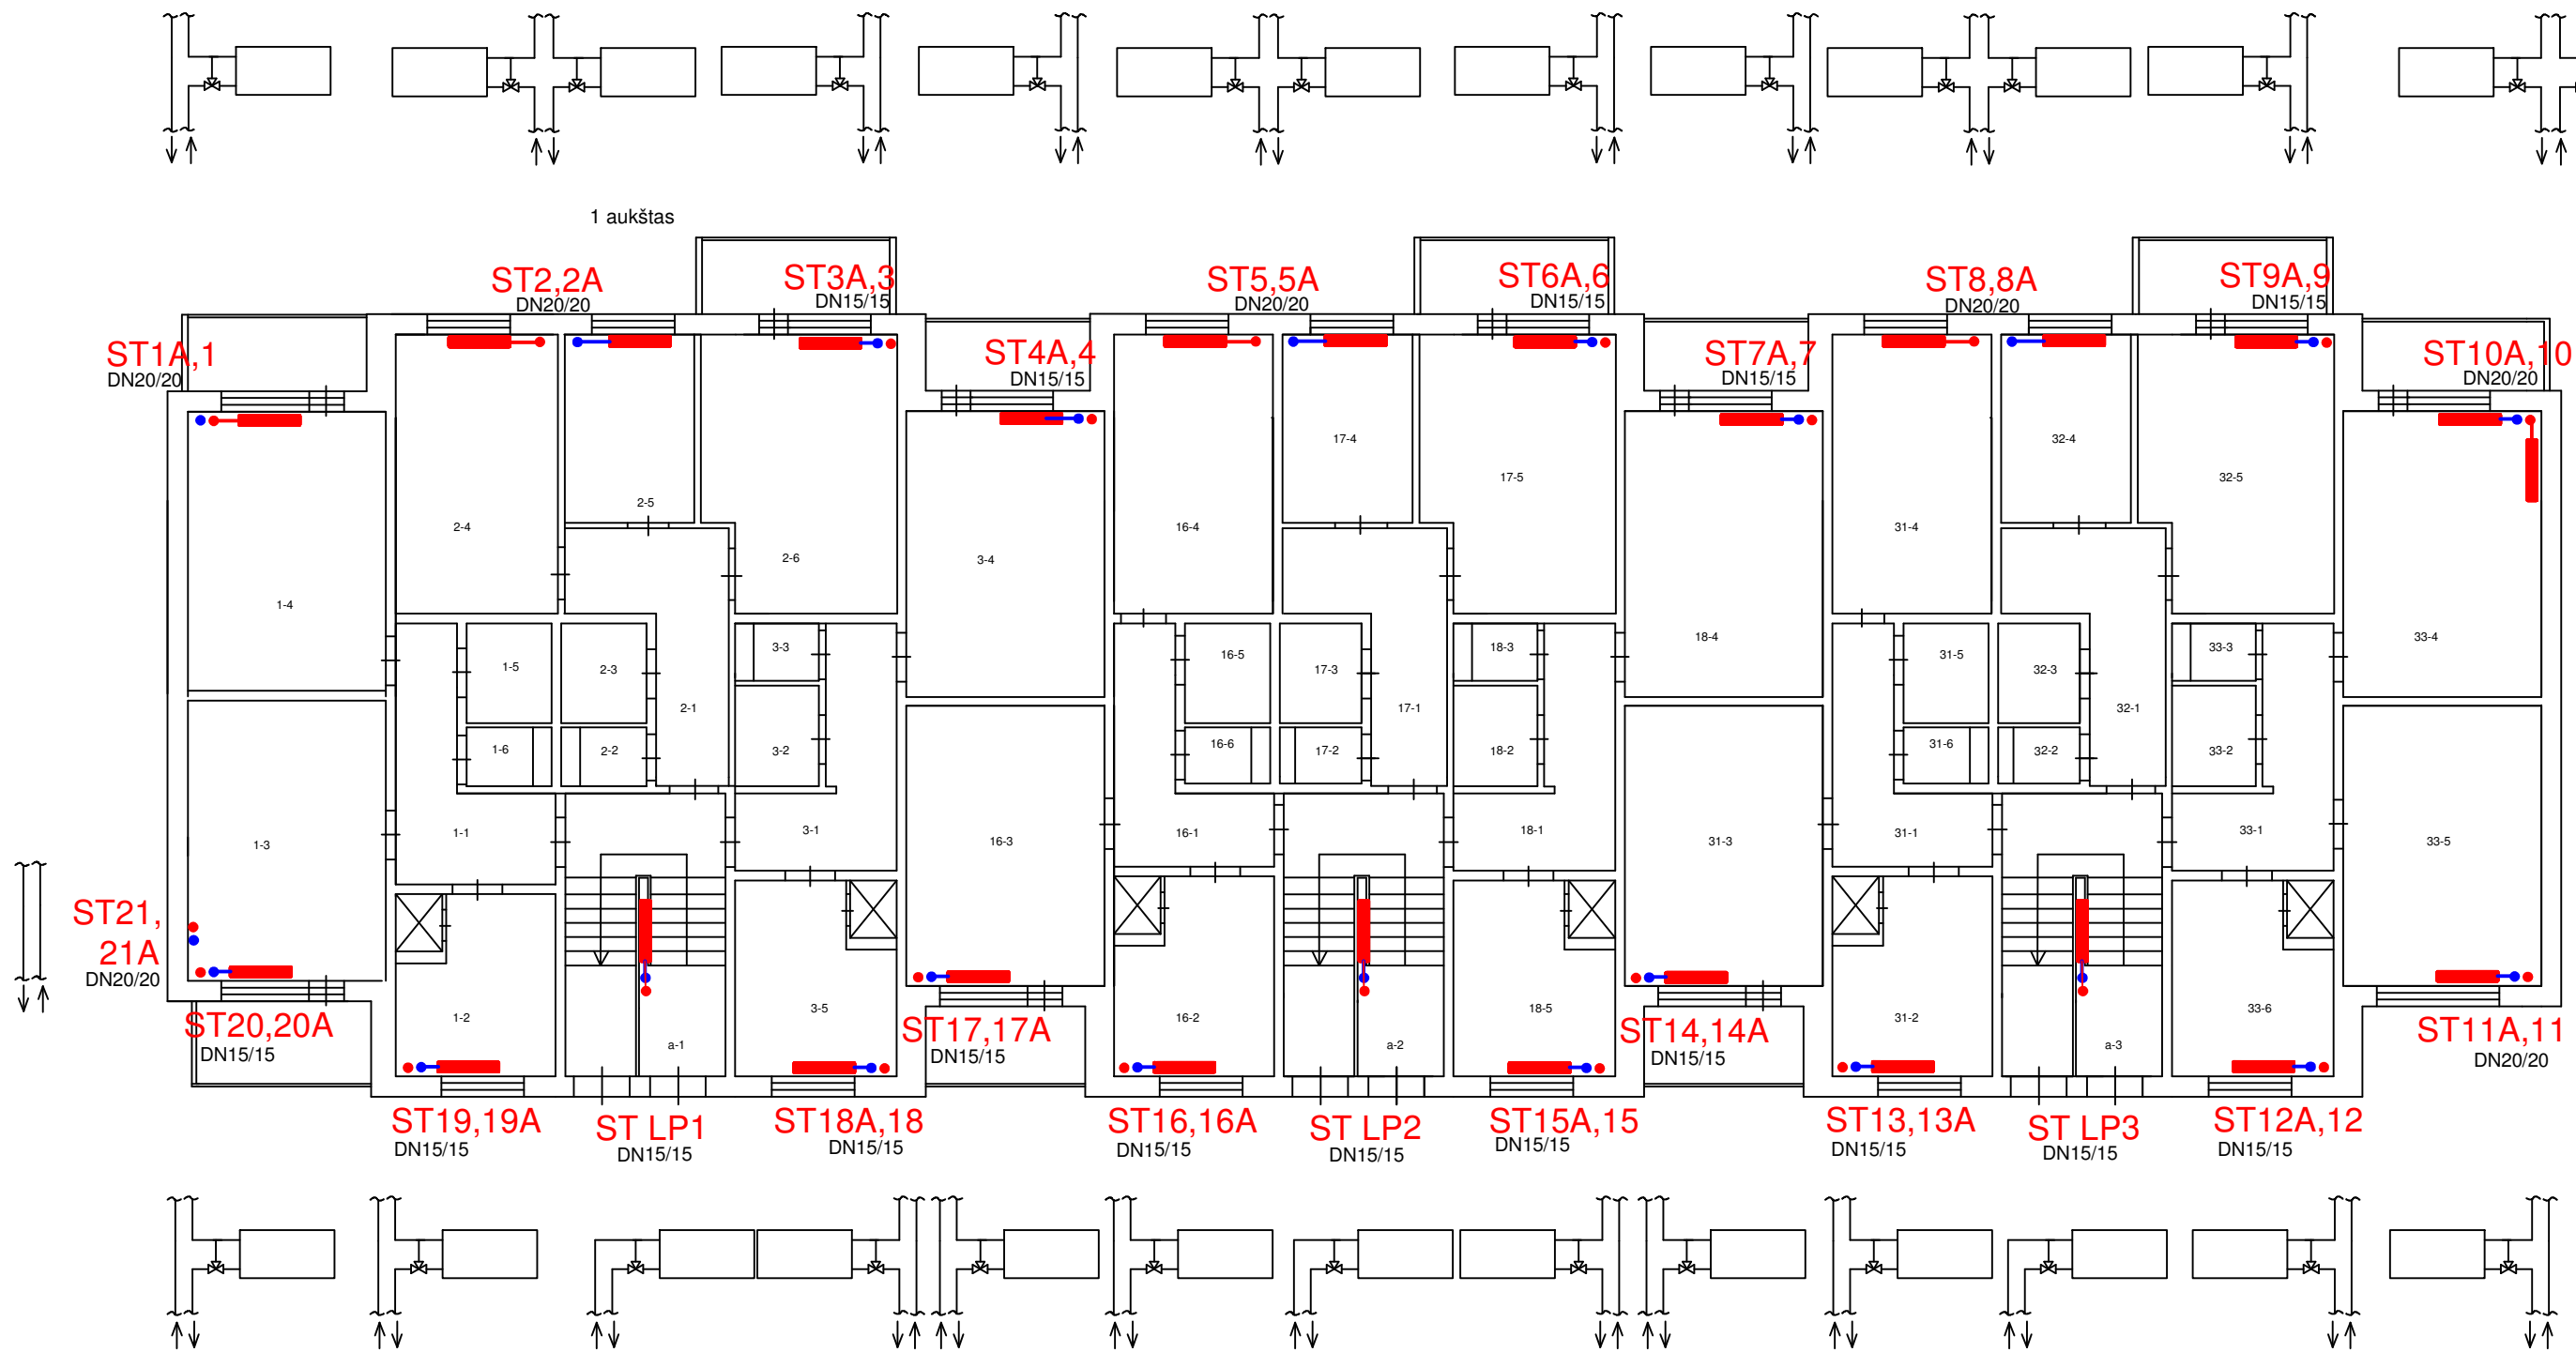 1 aukštas
ST2,2A
DN20/20
ST3A,3
DN15/15
ST5,5A
DN20/20
ST6A,6
DN15/15
ST8,8A
DN20/20
ST9A,9
DN15/15
ST1A,1
DN20/20
ST4A,4
DN15/15
ST7A,7
DN15/15
ST10A,10
DN20/20
17-4
32-4
2-5
17-5
32-5
2-4
16-4
31-4
2-6
3-4
1-4
18-4
33-4
1-5
2-3
3-3
16-5
17-3
18-3
31-5
32-3
33-3
2-1
17-1
32-1
1-6
2-2
3-2
16-6
17-2
18-2
31-6
32-2
33-2
1-1
3-1
16-1
18-1
31-1
33-1
1-3
16-3
31-3
33-5
ST21,
21A
DN20/20
1-2
3-5
16-2
18-5
31-2
33-6
a-1
a-2
a-3
ST20,20A
DN15/15
ST17,17A
DN15/15
ST14,14A
DN15/15
ST11A,11
DN20/20
ST19,19A
DN15/15
ST LP1
DN15/15
ST18A,18
DN15/15
ST16,16A
DN15/15
ST LP2
DN15/15
ST15A,15
DN15/15
ST13,13A
DN15/15
ST LP3
DN15/15
ST12A,12
DN15/15